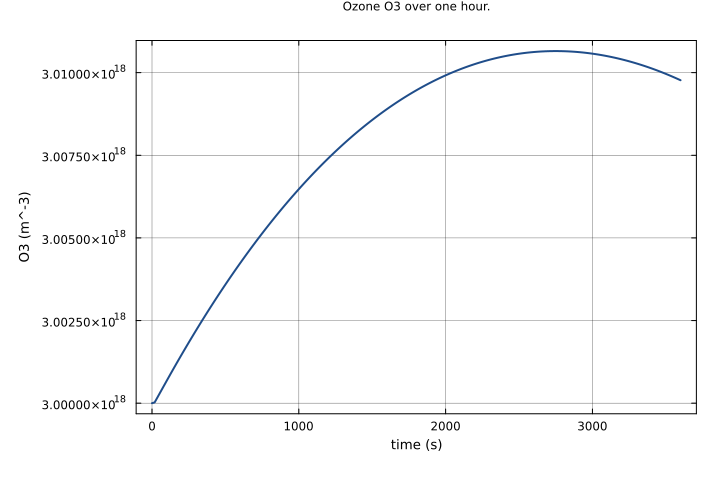 Ozone O3 over one hour.
3.01000×10^18
3.00750×10^18
3.00500×10^18
3.00250×10^18
3.00000×10^18
O3 (m^-3)
0 1000 2000 3000
time (s)